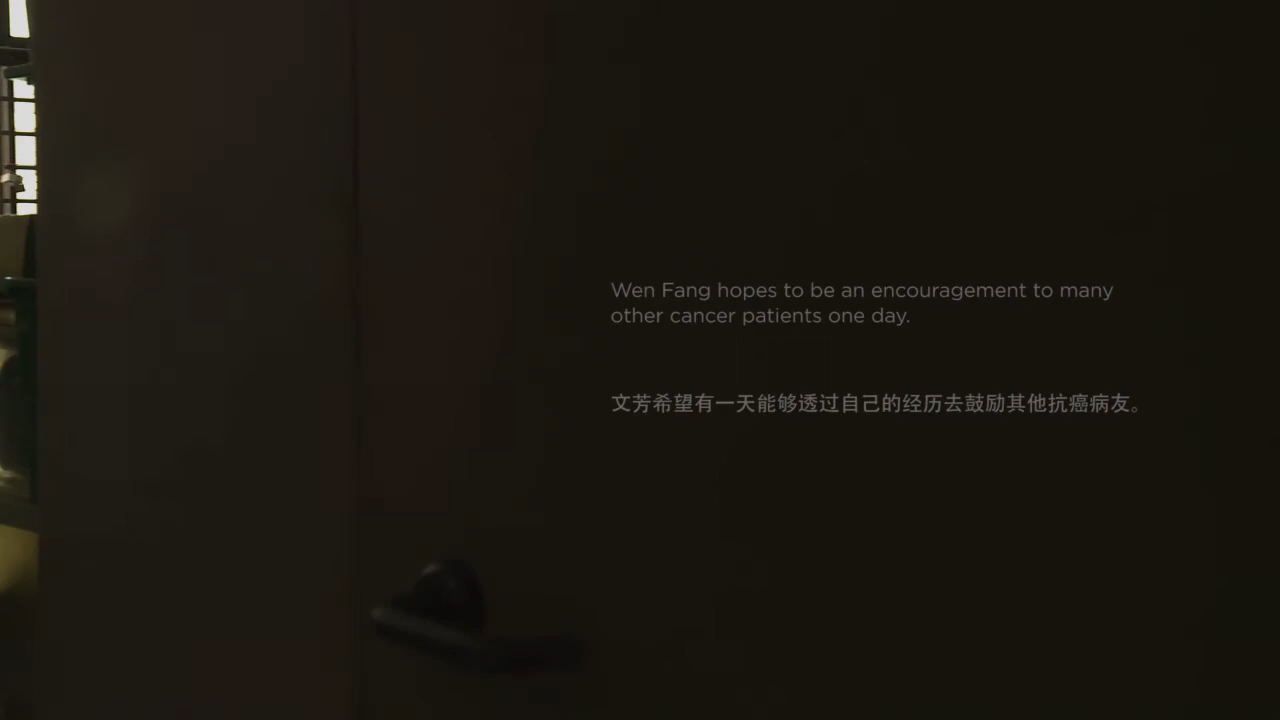 Wen Fang hopes to be an encouragement to many
other cancer patients one day.
文芳希望有一天能够透过自己的经历去鼓励其他抗癌病友。